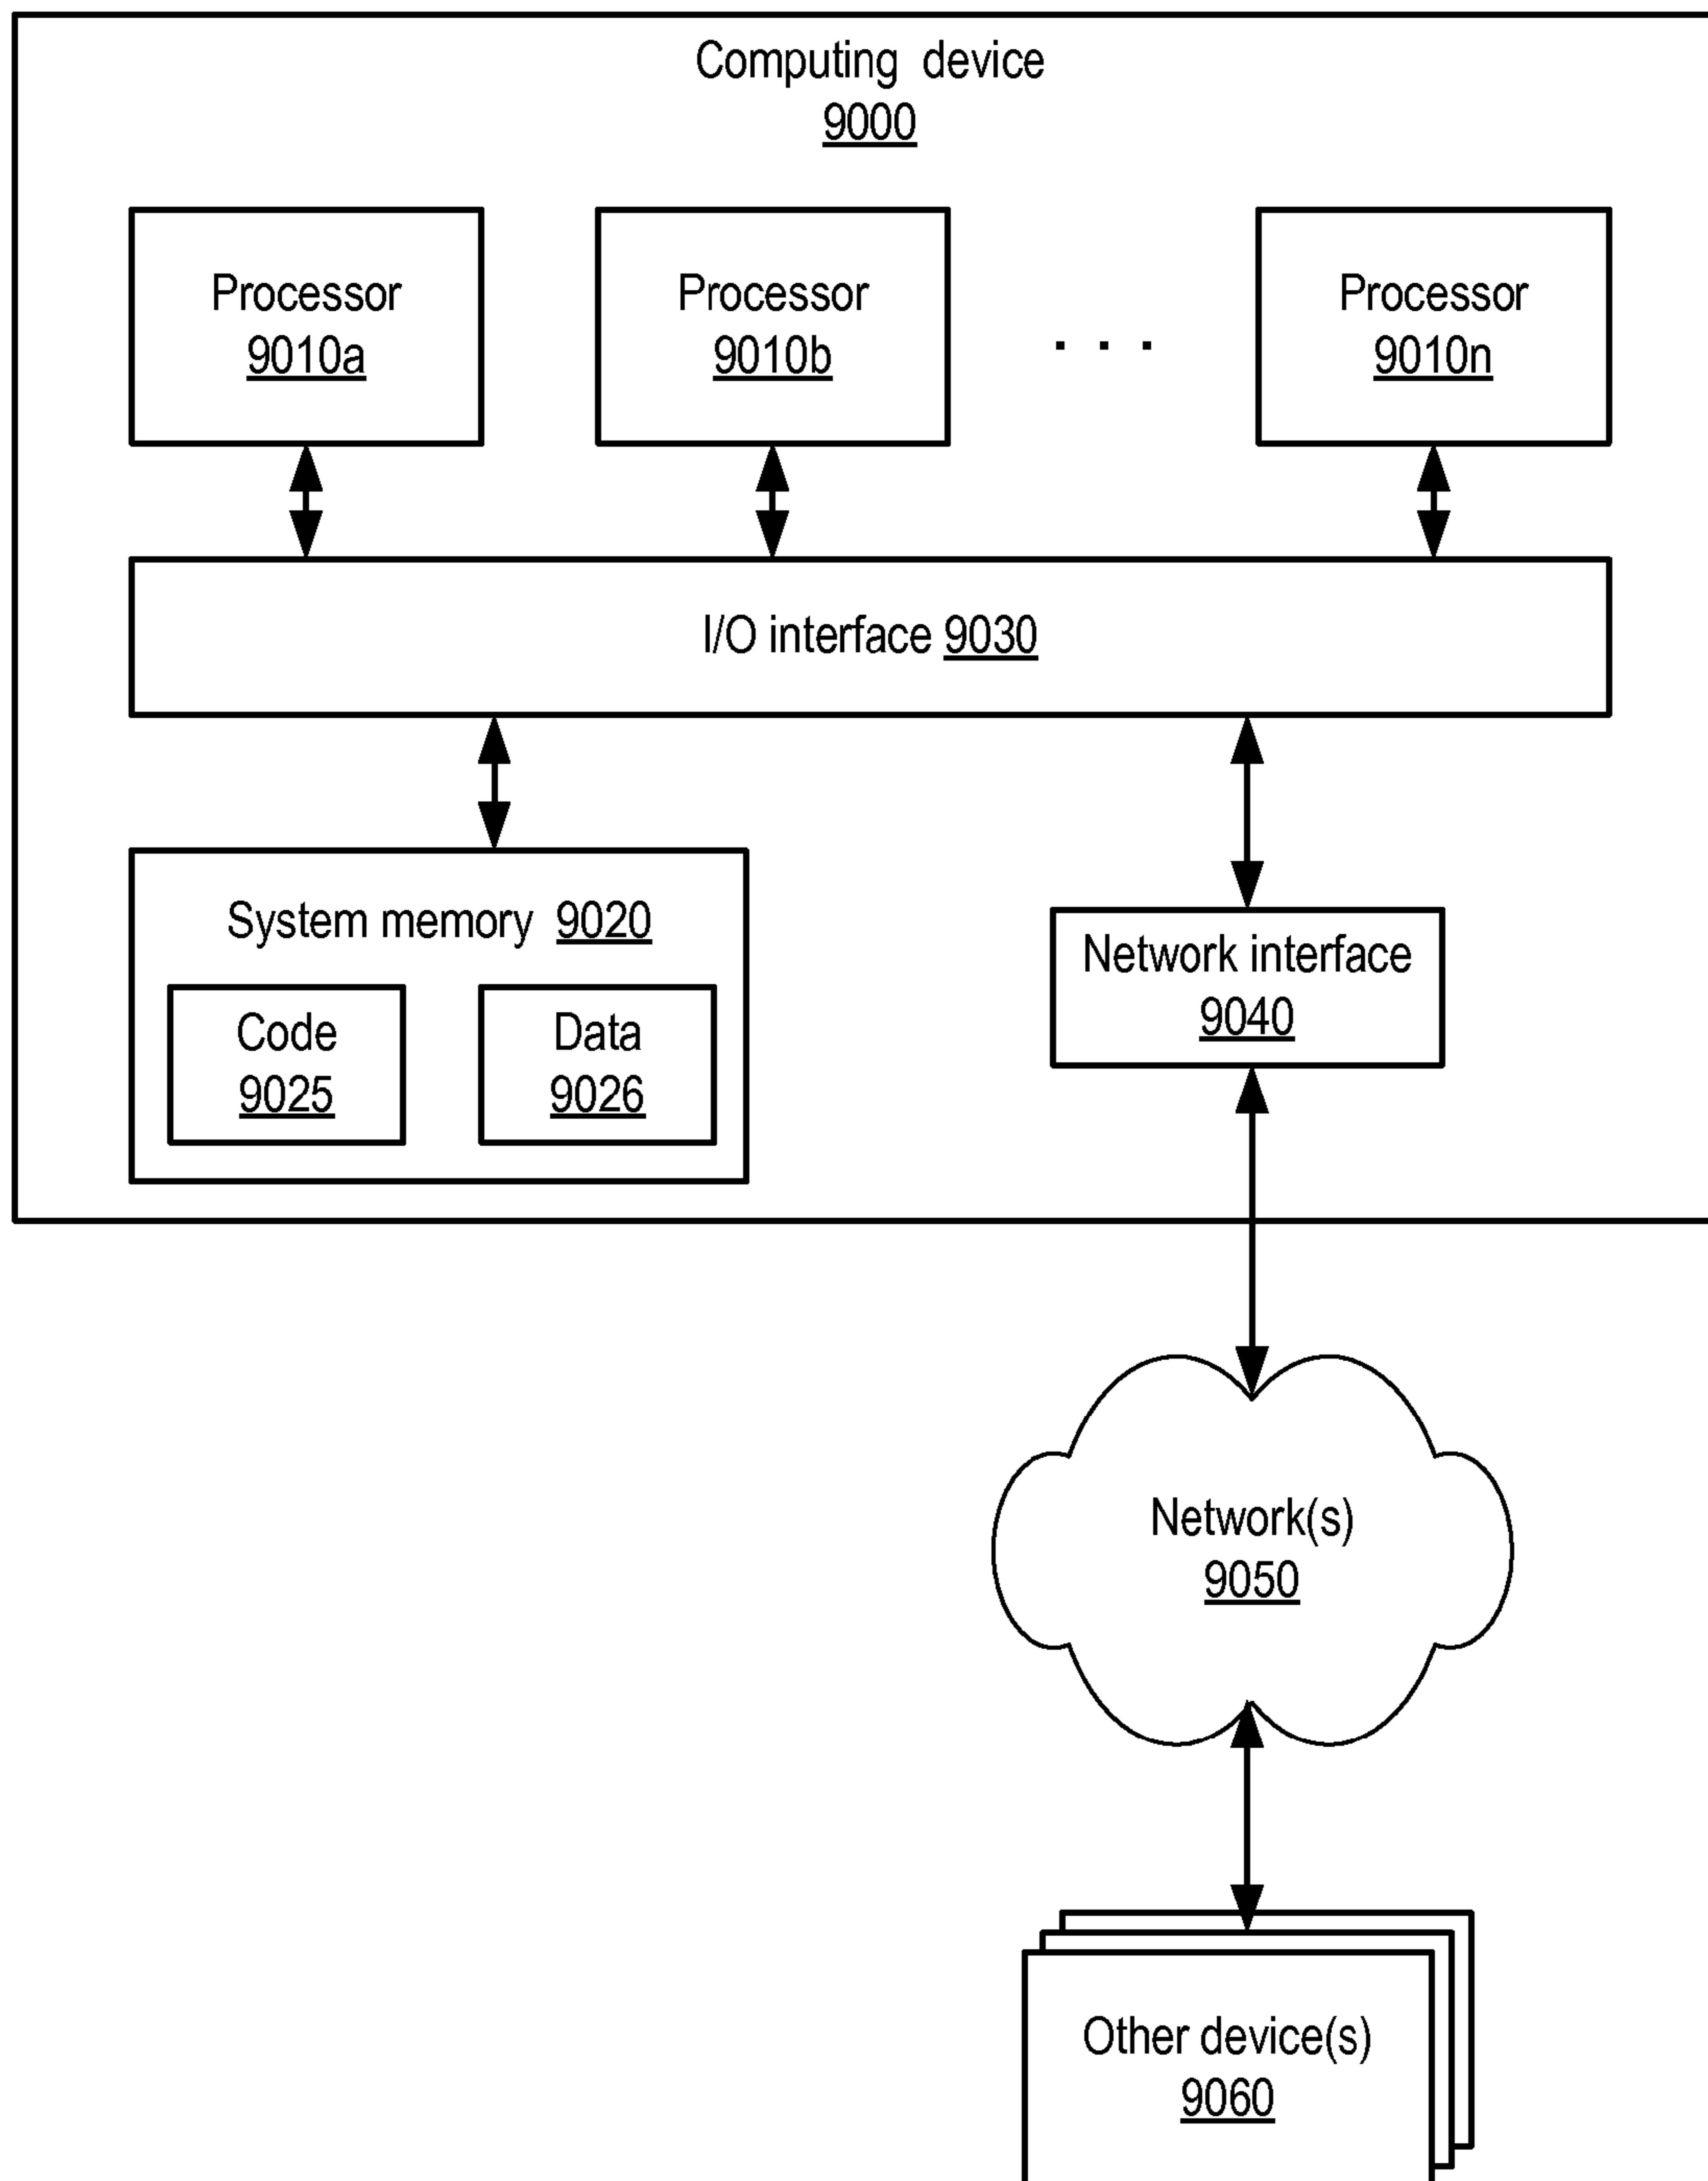 Computing device
9000
Processor
9010a
Processor
9010b
. . .
Processor
9010n
I/O interface 9030
System memory 9020
Code
9025
Data
9026
Network interface
9040
Network(s)
9050
Other device(s)
9060